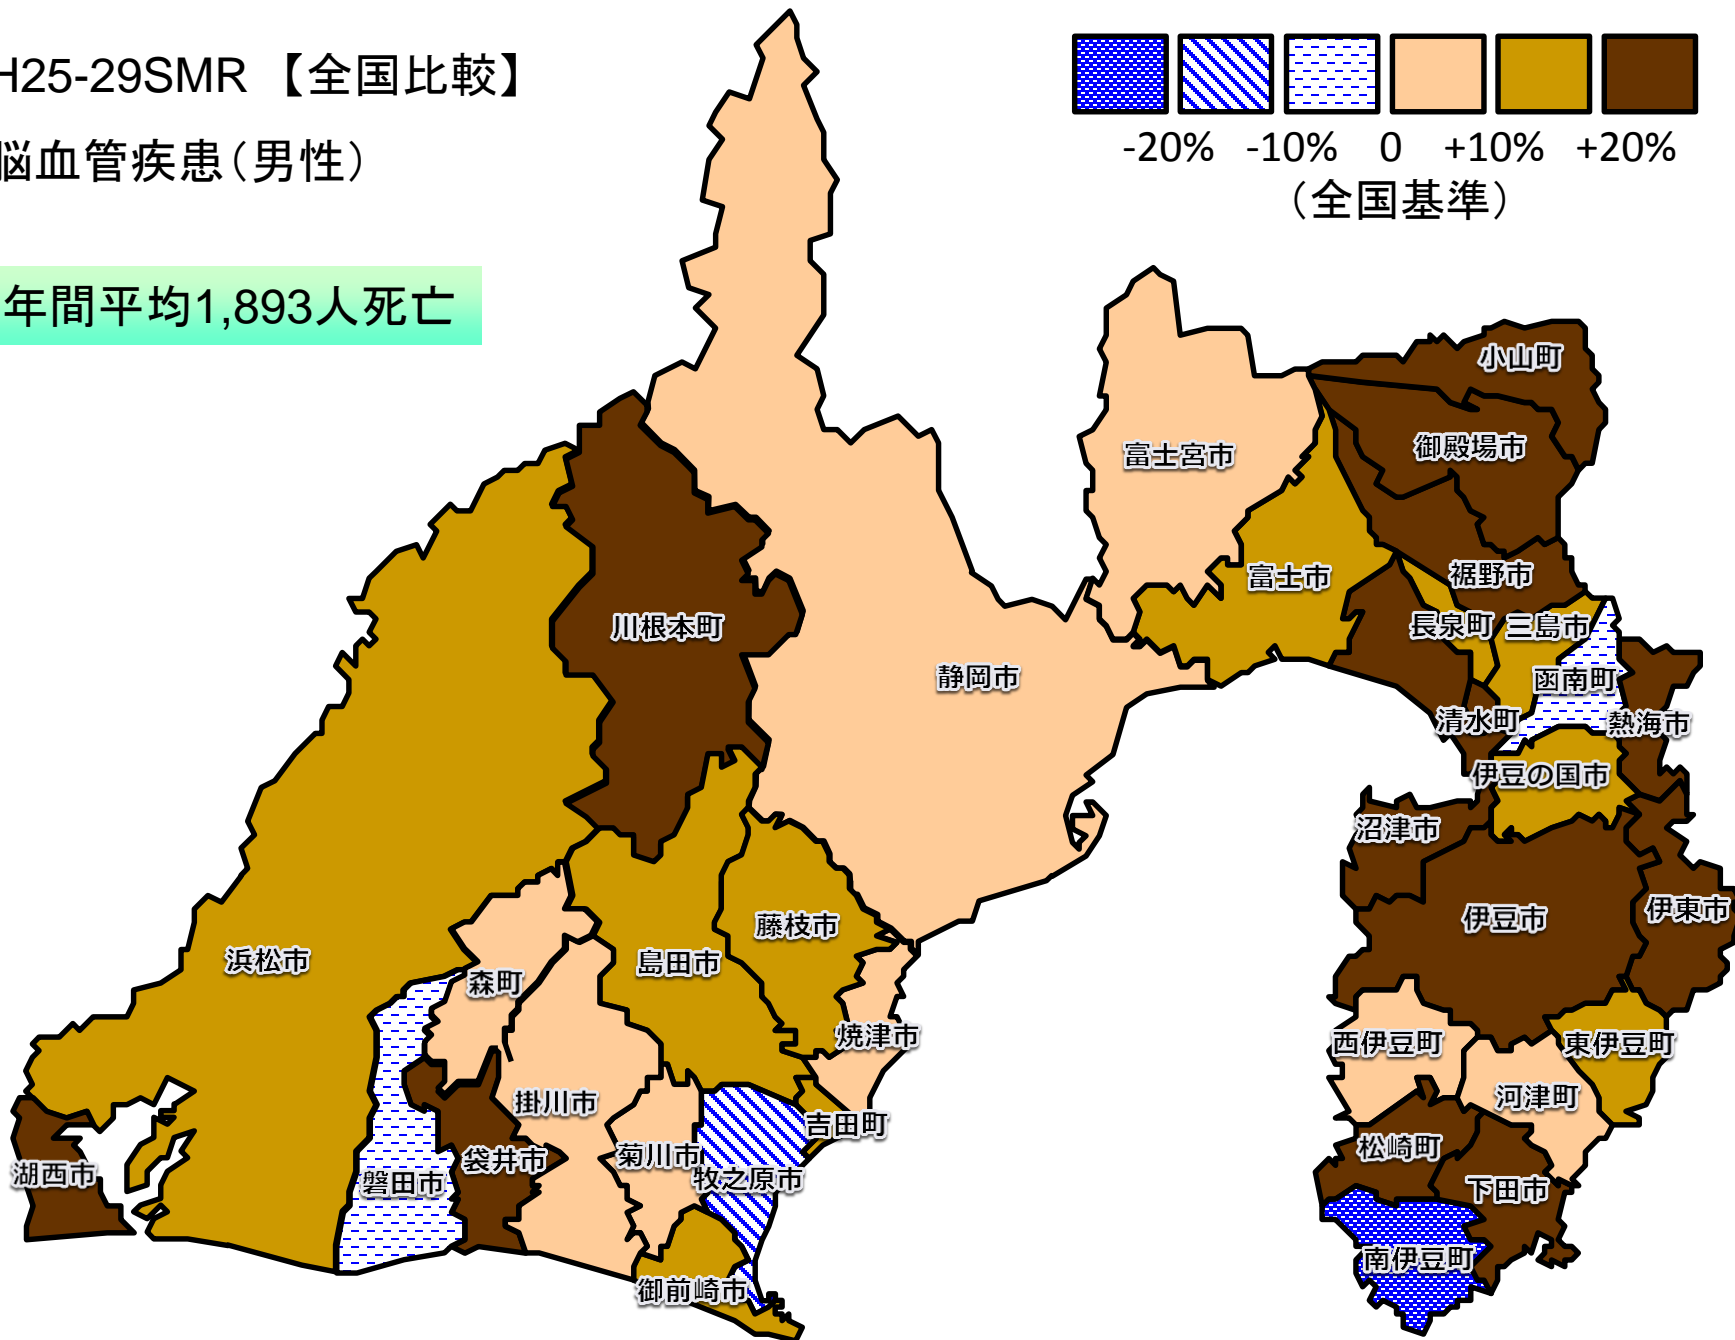 H25-29SMR 【全国比較】
脳血管疾患(男性)
年間平均1,893人死亡
-20% -10% 0 +10% +20%
(全国基準)
小山町
御殿場市
富士宮市
裾野市
富士市
長泉町
三島市
川根本町
静岡市
函南町
清水町
熱海市
伊豆の国市
沼津市
藤枝市
伊豆市
伊東市
浜松市
島田市
森町
焼津市
西伊豆町
東伊豆町
掛川市
河津町
吉田町
松崎町
菊川市
袋井市
湖西市
磐田市
牧之原市
下田市
南伊豆町
御前崎市